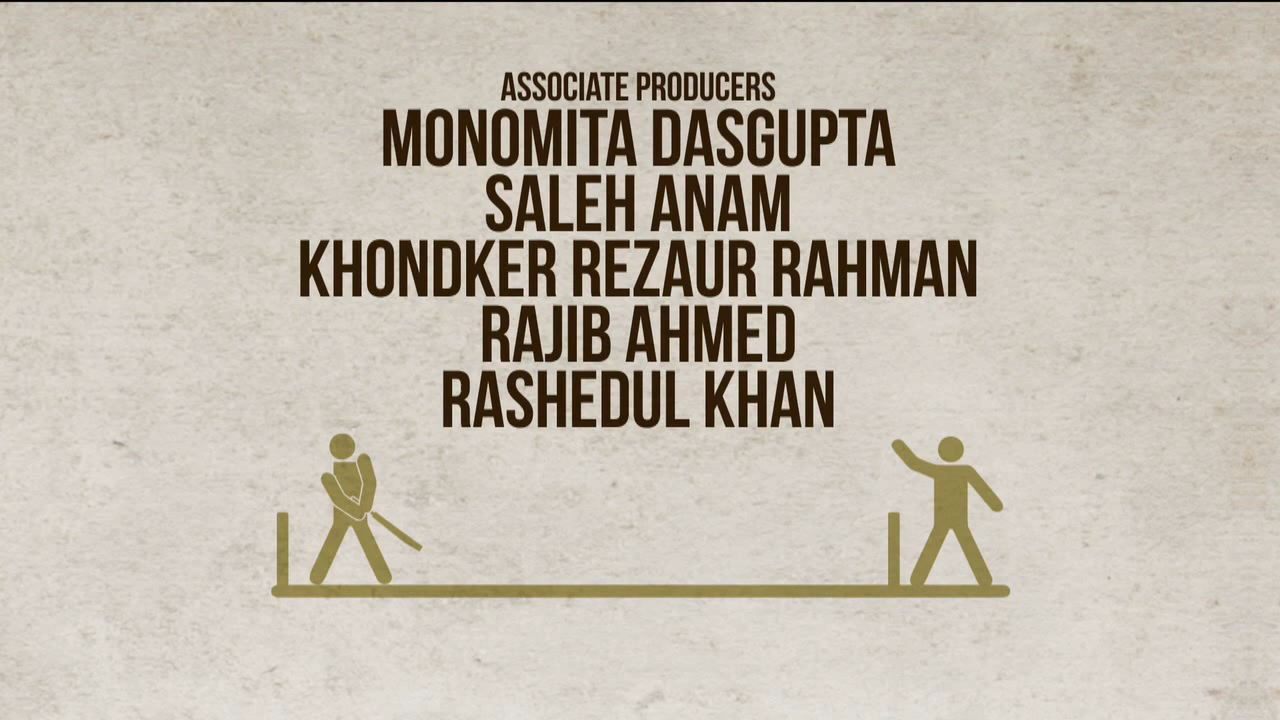 ASSOCIATE PRODUCERS
MONOMITA DASGUPTA
SALEH ANAM
KHONDKER REZAUR RAHMAN
RAJIB AHMED
RASHEDUL KHAN